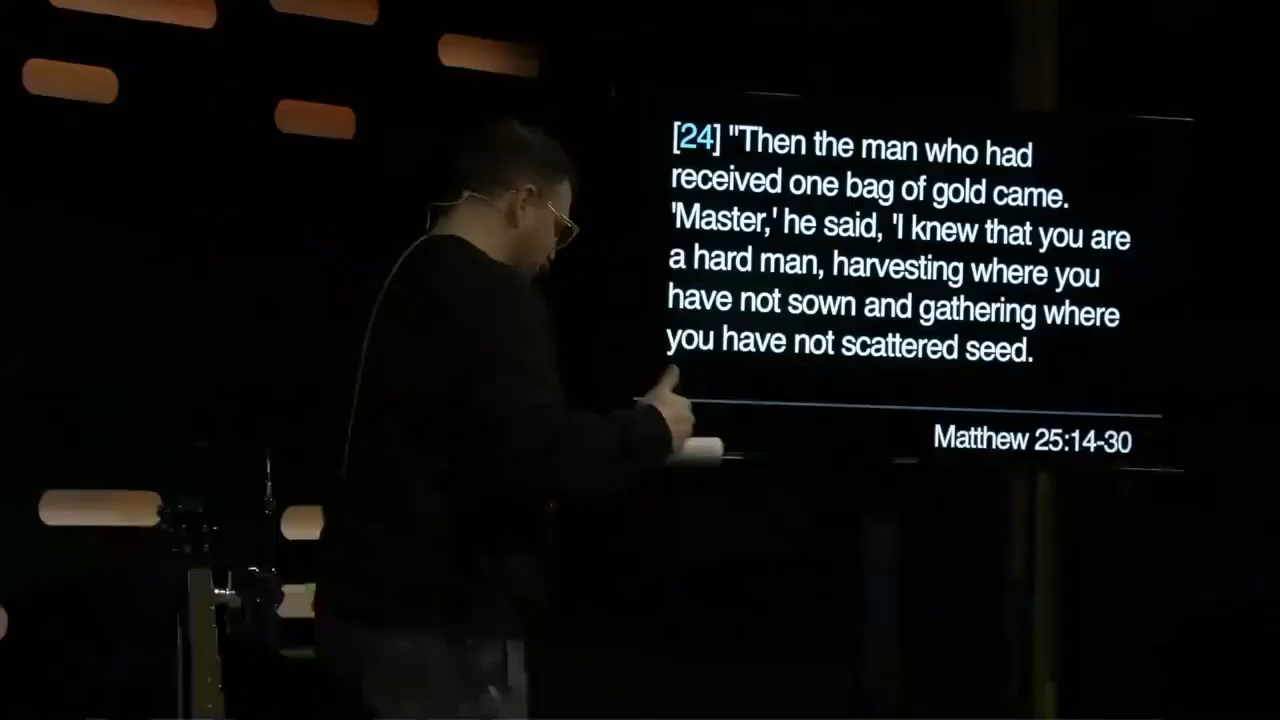 [24] "Then the man who had
received one bag of gold came.
'Master,' he said, 'I knew that you are
a hard man, harvesting where you
have not sown and gathering where
you have not scattered seed.
Matthew 25:14-30